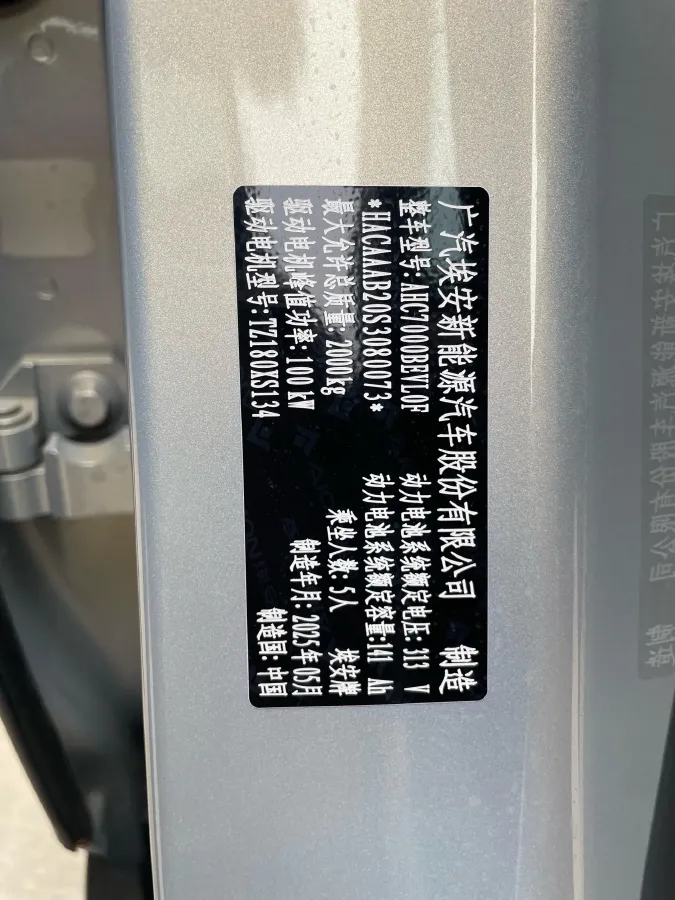 广汽埃安新能源汽车股份有限公司 制造
整车型号: AHC7000BEVL0F 动力电池系统额定电压: 313 V
*HACAAAB20S3080073* 动力电池系统额定容量: 141 Ah
最大允许总质量: 2000kg 乘坐人数: 5人 埃安牌
驱动电机峰值功率: 100 kW 制造年月: 2025年05月
驱动电机型号: TZ180XS134 制造国: 中国